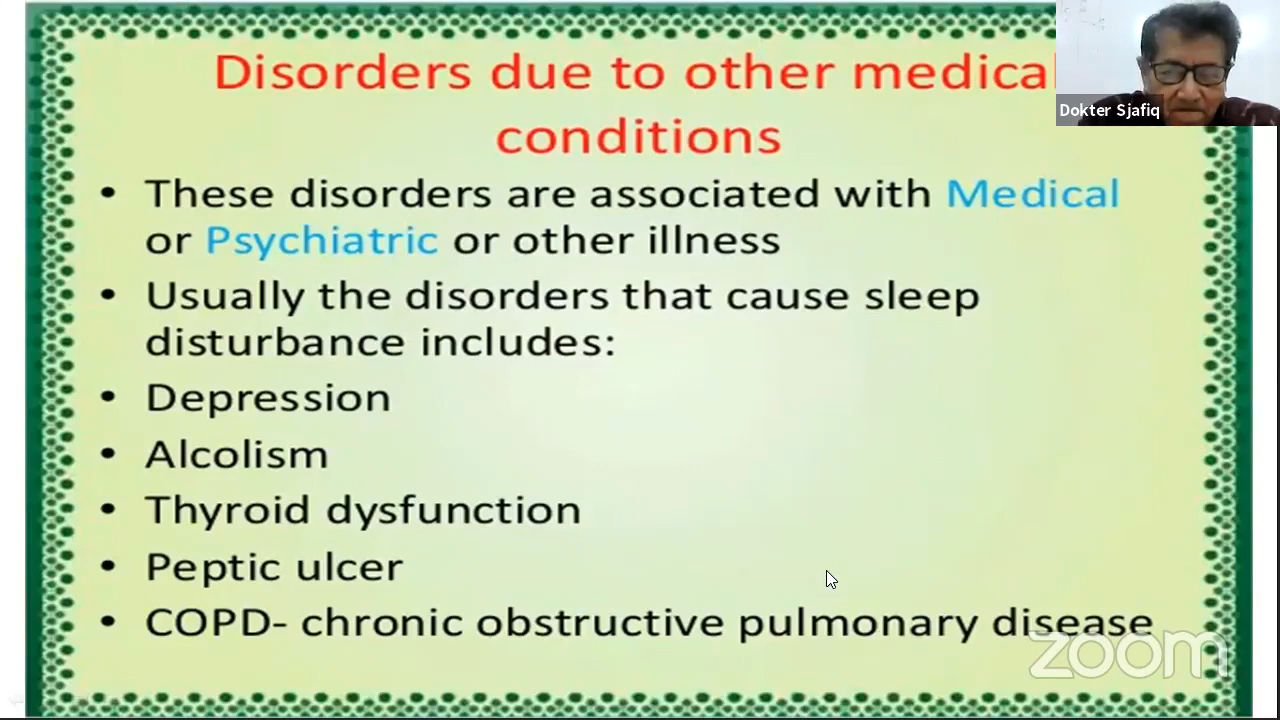 Disorders due to other medical
conditions
Dokter Sjafiq
• These disorders are associated with Medical
or Psychiatric or other illness
• Usually the disorders that cause sleep
disturbance includes:
• Depression
• Alcolism
• Thyroid dysfunction
• Peptic ulcer
• COPD- chronic obstructive pulmonary disease
zoom